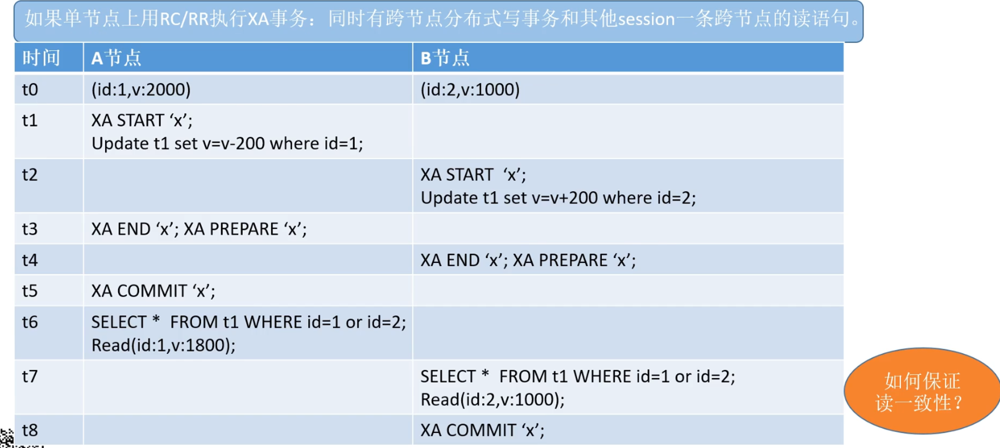 如果单节点上用RC/RR执行XA事务：同时有跨节点分布式写事务和其他session一条跨节点的读语句。
时间 A节点 B节点
t0 (id:1,v:2000) (id:2,v:1000)
t1 XA START ‘x’;
Update t1 set v=v-200 where id=1;
t2 XA START ‘x’;
Update t1 set v=v+200 where id=2;
t3 XA END ‘x’; XA PREPARE ‘x’;
t4 XA END ‘x’; XA PREPARE ‘x’;
t5 XA COMMIT ‘x’;
t6 SELECT * FROM t1 WHERE id=1 or id=2;
Read(id:1,v:1800);
t7 SELECT * FROM t1 WHERE id=1 or id=2;
Read(id:2,v:1000);
t8 XA COMMIT ‘x’;
如何保证
读一致性？